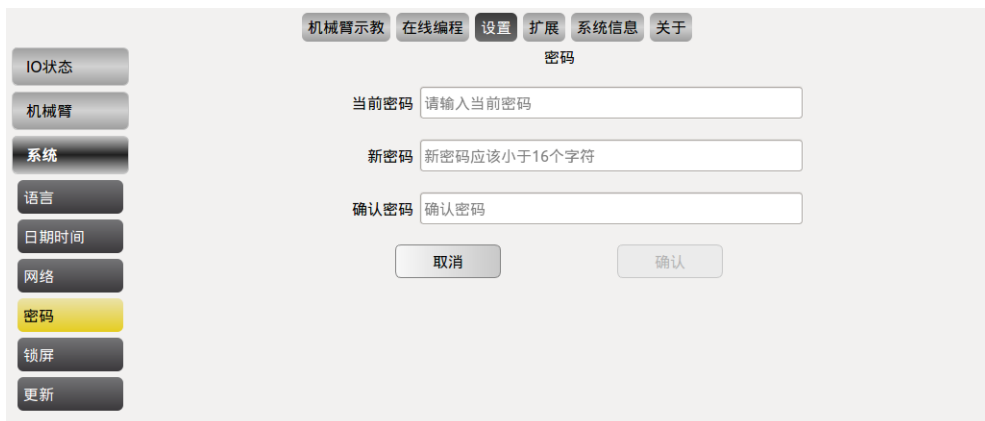 机械臂示教 在线编程 设置 扩展 系统信息 关于
密码
IO状态
机械臂
系统
语言
日期时间
网络
密码
锁屏
更新
当前密码 请输入当前密码
新密码 新密码应该小于16个字符
确认密码 确认密码
取消 确认